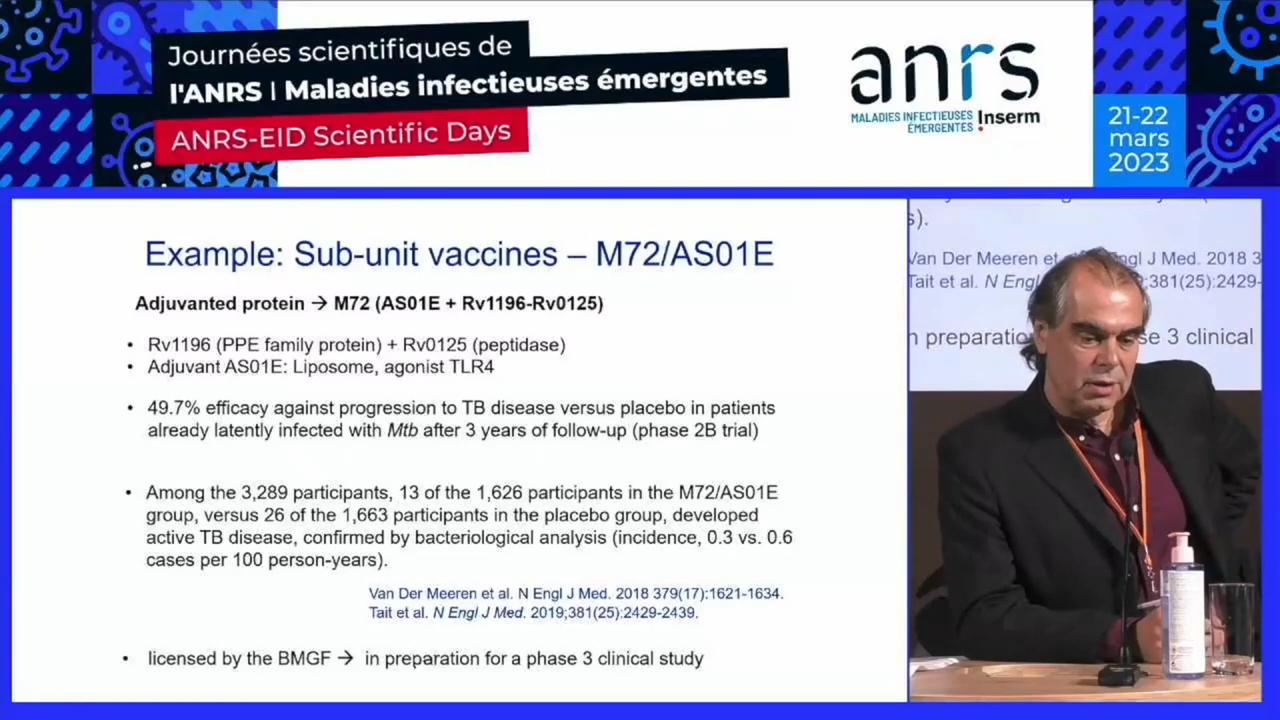 Journées scientifiques de
l'ANRS | Maladies infectieuses émergentes
ANRS-EID Scientific Days
anrs
MALADIES INFECTIEUSES
ÉMERGENTES
Inserm
21-22
mars
2023
Example: Sub-unit vaccines – M72/AS01E
Adjuvanted protein → M72 (AS01E + Rv1196-Rv0125)
• Rv1196 (PPE family protein) + Rv0125 (peptidase)
• Adjuvant AS01E: Liposome, agonist TLR4
• 49.7% efficacy against progression to TB disease versus placebo in patients
already latently infected with Mtb after 3 years of follow-up (phase 2B trial)
• Among the 3,289 participants, 13 of the 1,626 participants in the M72/AS01E
group, versus 26 of the 1,663 participants in the placebo group, developed
active TB disease, confirmed by bacteriological analysis (incidence, 0.3 vs. 0.6
cases per 100 person-years).
Van Der Meeren et al. N Engl J Med. 2018 379(17):1621-1634.
Tait et al. N Engl J Med. 2019;381(25):2429-2439.
• licensed by the BMGF → in preparation for a phase 3 clinical study
s).
Van Der Meeren et ngl J Med. 2018 3
Tait et al. N Eng ;381(25):2429-
n preparation se 3 clinical